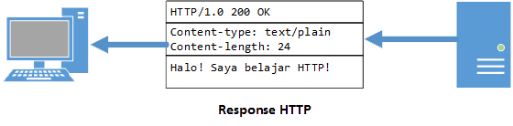 HTTP/1.0 200 OK
Content-type: text/plain
Content-length: 24
Halo! Saya belajar HTTP!
Response HTTP